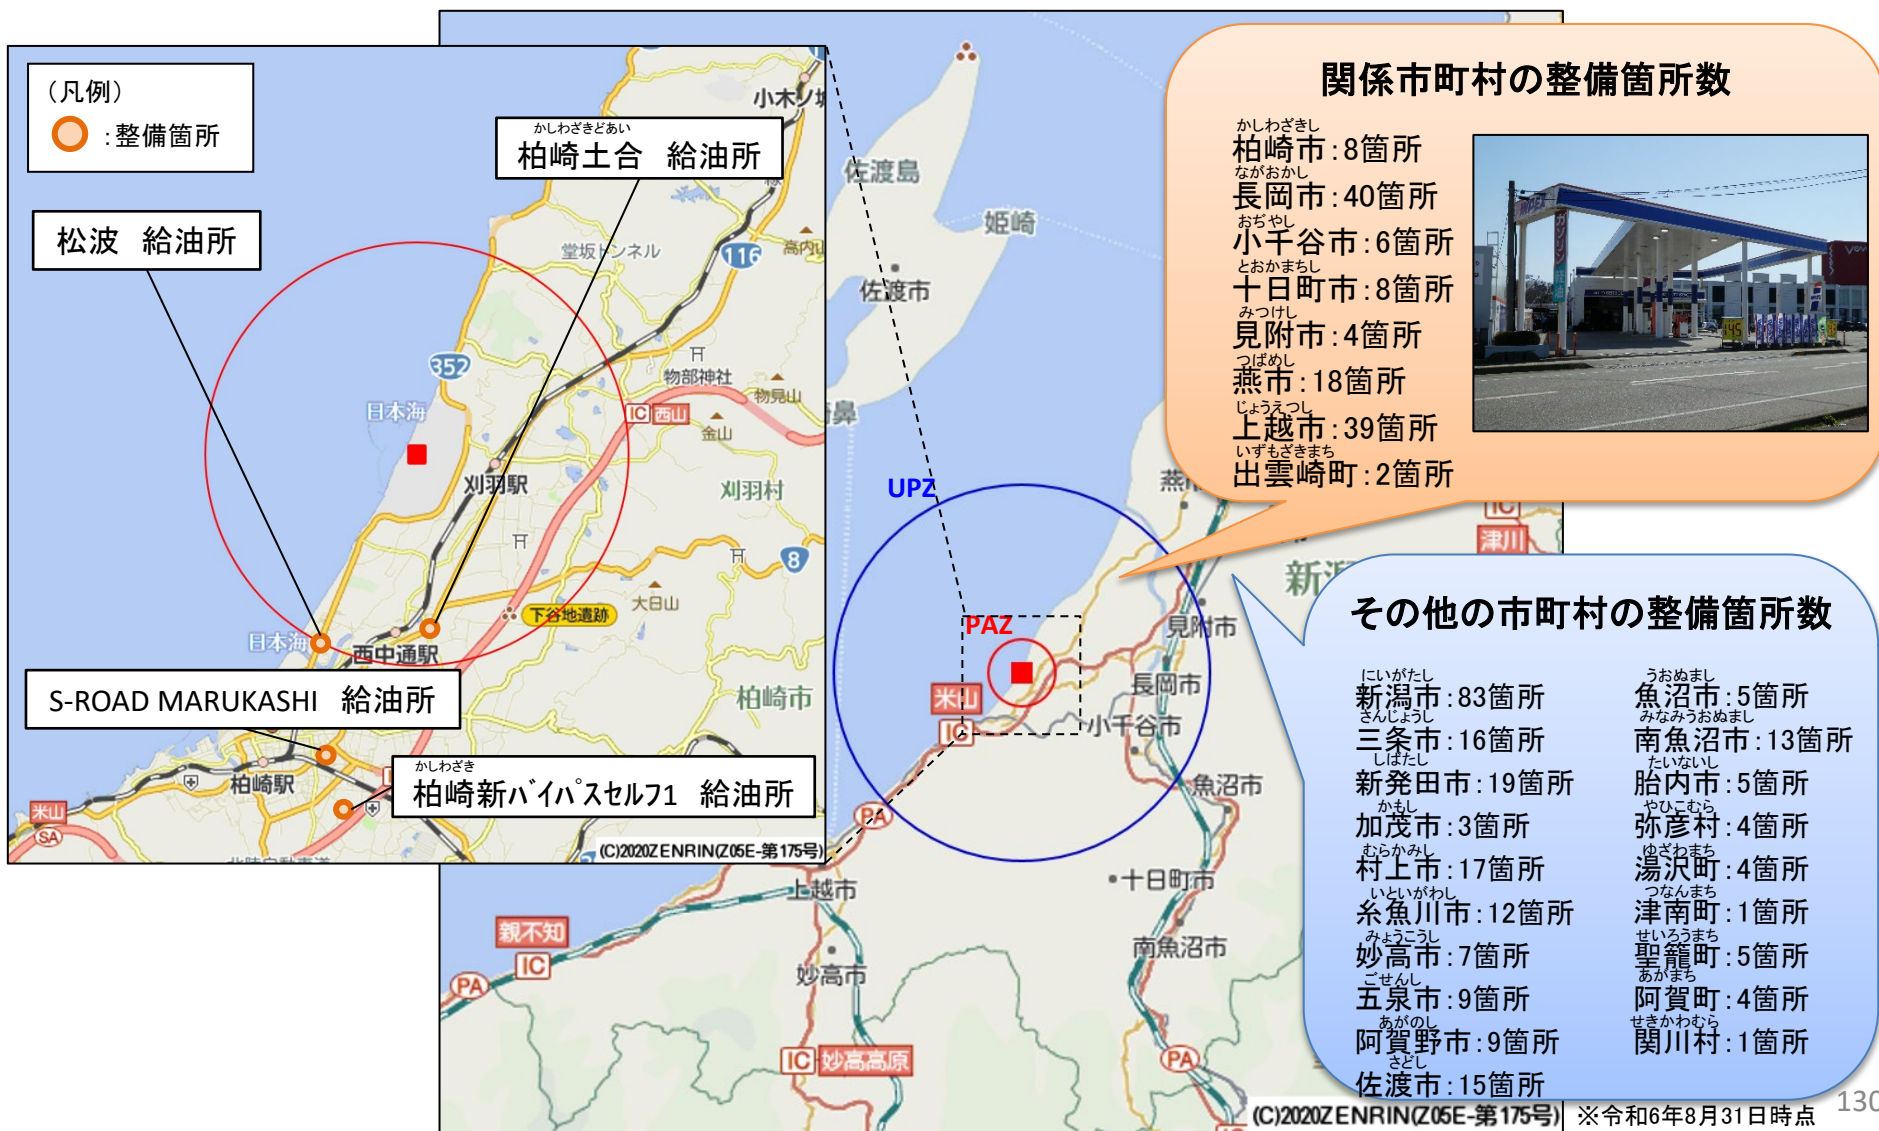 (凡例)
:整備箇所
かしわざきどあい
柏崎土合 給油所
松波 給油所
S-ROAD MARUKASHI 給油所
かしわざき
柏崎新バイパスセルフ1 給油所
小木ノ城
堂坂トンネル
116
高内山
352
物部神社
物見山
IC 西山
金山
日本海
刈羽駅
刈羽村
8
大日山
下谷地遺跡
日本海
西中通駅
柏崎市
柏崎駅
米山
SA
北陸自動車道
(C)2020ZENRIN(Z05E-第175号)
佐渡島
姫崎
佐渡市
UPZ
PAZ
燕市
IC
津川
見附市
長岡市
小千谷市
米山
IC
魚沼市
PA
十日町市
上越市
親不知
IC
PA
妙高市
南魚沼市
IC 妙高高原
PA
関係市町村の整備箇所数
かしわざきし
柏崎市:8箇所
ながおかし
長岡市:40箇所
おぢやし
小千谷市:6箇所
とおかまちし
十日町市:8箇所
みつけし
見附市:4箇所
つばめし
燕市:18箇所
じょうえつし
上越市:39箇所
いずもざきまち
出雲崎町:2箇所
ガソリン
軽油
145
その他の市町村の整備箇所数
にいがたし
新潟市:83箇所
さんじょうし
三条市:16箇所
しばたし
新発田市:19箇所
かもし
加茂市:3箇所
むらかみし
村上市:17箇所
いといがわし
糸魚川市:12箇所
みょうこうし
妙高市:7箇所
ごせんし
五泉市:9箇所
あがのし
阿賀野市:9箇所
さどし
佐渡市:15箇所
うおぬまし
魚沼市:5箇所
みなみうおぬまし
南魚沼市:13箇所
たいないし
胎内市:5箇所
やひこむら
弥彦村:4箇所
ゆざわまち
湯沢町:4箇所
つなんまち
津南町:1箇所
せいろうまち
聖籠町:5箇所
あがまち
阿賀町:4箇所
せきかわむら
関川村:1箇所
(C)2020ZENRIN(Z05E-第175号)
※令和6年8月31日時点
130